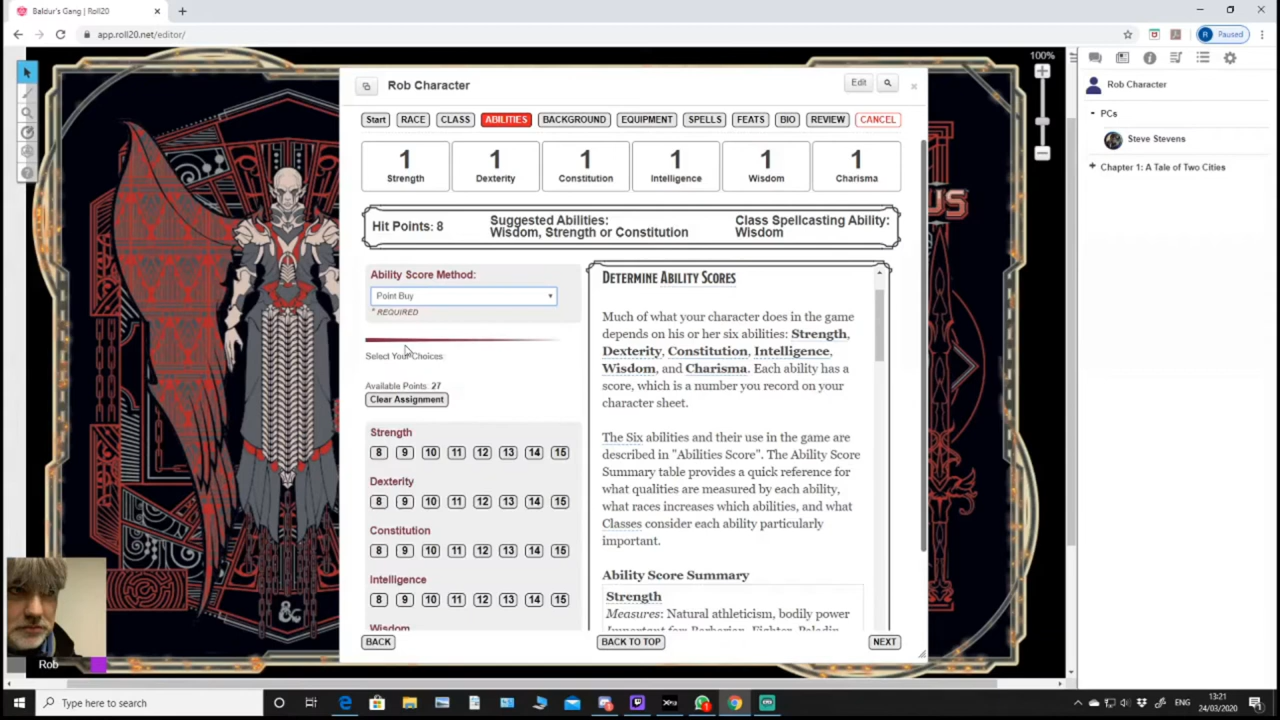 Baldur's Gang | Roll20
app.roll20.net/editor/
R Paused
100%
Rob Character
Edit
Start RACE CLASS ABILITIES BACKGROUND EQUIPMENT SPELLS FEATS BIO REVIEW CANCEL
1 1 1 1 1 1
Strength Dexterity Constitution Intelligence Wisdom Charisma
Hit Points: 8
Suggested Abilities:
Wisdom, Strength or Constitution
Class Spellcasting Ability:
Wisdom
Ability Score Method:
Point Buy
* REQUIRED
Select Your Choices
Available Points: 27
Clear Assignment
Strength
8 9 10 11 12 13 14 15
Dexterity
8 9 10 11 12 13 14 15
Constitution
8 9 10 11 12 13 14 15
Intelligence
8 9 10 11 12 13 14 15
Wisdom
DETERMINE ABILITY SCORES
Much of what your character does in the game
depends on his or her six abilities: Strength,
Dexterity, Constitution, Intelligence,
Wisdom, and Charisma. Each ability has a
score, which is a number you record on your
character sheet.
The Six abilities and their use in the game are
described in "Abilities Score". The Ability Score
Summary table provides a quick reference for
what qualities are measured by each ability,
what races increases which abilities, and what
Classes consider each ability particularly
important.
Ability Score Summary
Strength
Measures: Natural athleticism, bodily power
Important for: Barbarian, Fighter, Paladin
BACK
BACK TO TOP
NEXT
Rob Character
PCs
Steve Stevens
Chapter 1: A Tale of Two Cities
US
&
Rob
Type here to search
ENG
13:21
24/03/2020